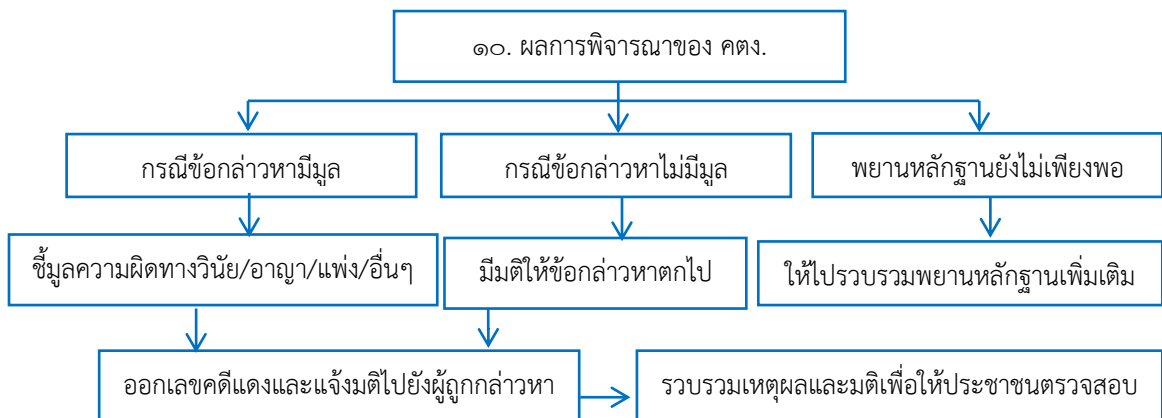 ๑๐. ผลการพิจารณาของ คตง.
กรณีข้อกล่าวหามีมูล
กรณีข้อกล่าวหาไม่มีมูล
พยานหลักฐานยังไม่เพียงพอ
ชี้มูลความผิดทางวินัย/อาญา/แพ่ง/อื่นๆ
มีมติให้ข้อกล่าวหาตกไป
ให้ไปรวบรวมพยานหลักฐานเพิ่มเติม
ออกเลขคดีแดงและแจ้งมติไปยังผู้ถูกกล่าวหา
รวบรวมเหตุผลและมติเพื่อให้ประชาชนตรวจสอบ